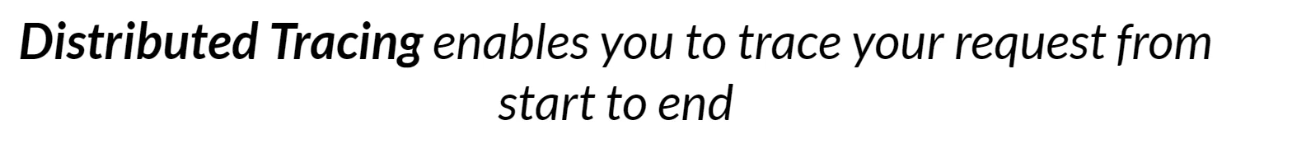 Distributed Tracing enables you to trace your request from
start to end